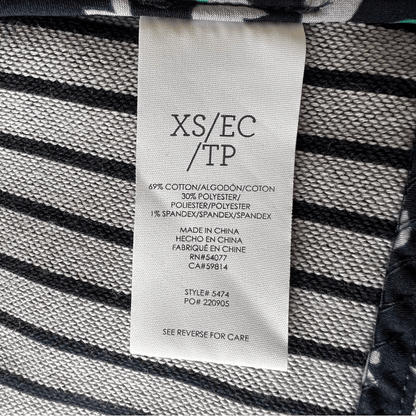 XS/EC
/TP
69% COTTON/ALGODÓN/COTON
30% POLYESTER/
POLIÉSTER/POLYESTER
1% SPANDEX/SPANDEX/SPANDEX
MADE IN CHINA
HECHO EN CHINA
FABRIQUÉ EN CHINE
RN#54077
CA#59814
STYLE# 5474
PO# 220905
SEE REVERSE FOR CARE